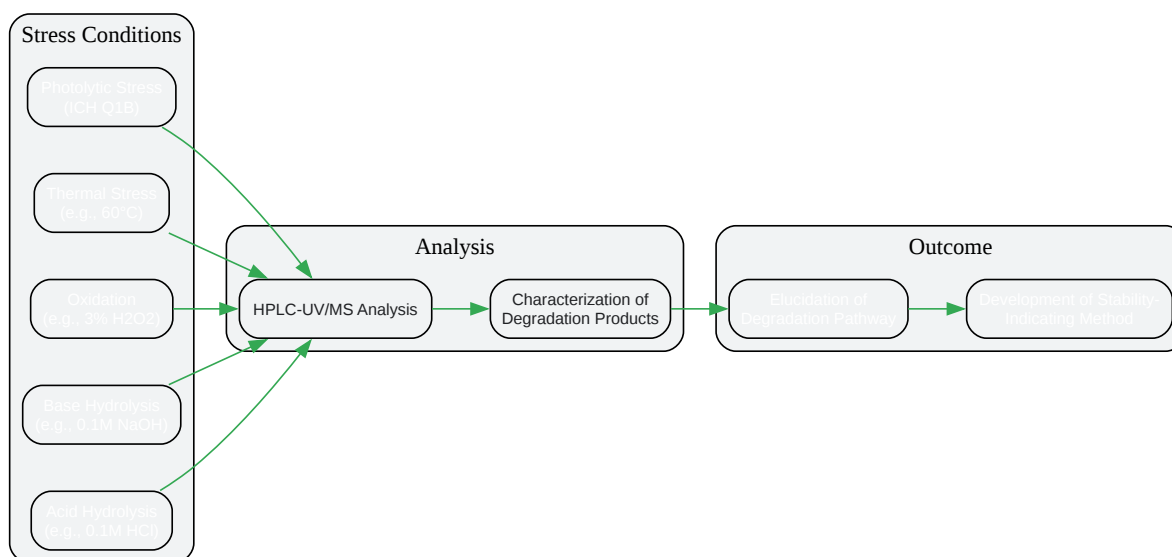 Stress Conditions
Photolytic Stress
(ICH Q1B)
Thermal Stress
(e.g., 60°C)
Oxidation
(e.g., 3% H2O2)
Base Hydrolysis
(e.g., 0.1M NaOH)
Acid Hydrolysis
(e.g., 0.1M HCl)
Analysis
HPLC-UV/MS Analysis
Characterization of
Degradation Products
Outcome
Elucidation of
Degradation Pathway
Development of Stability-
Indicating Method